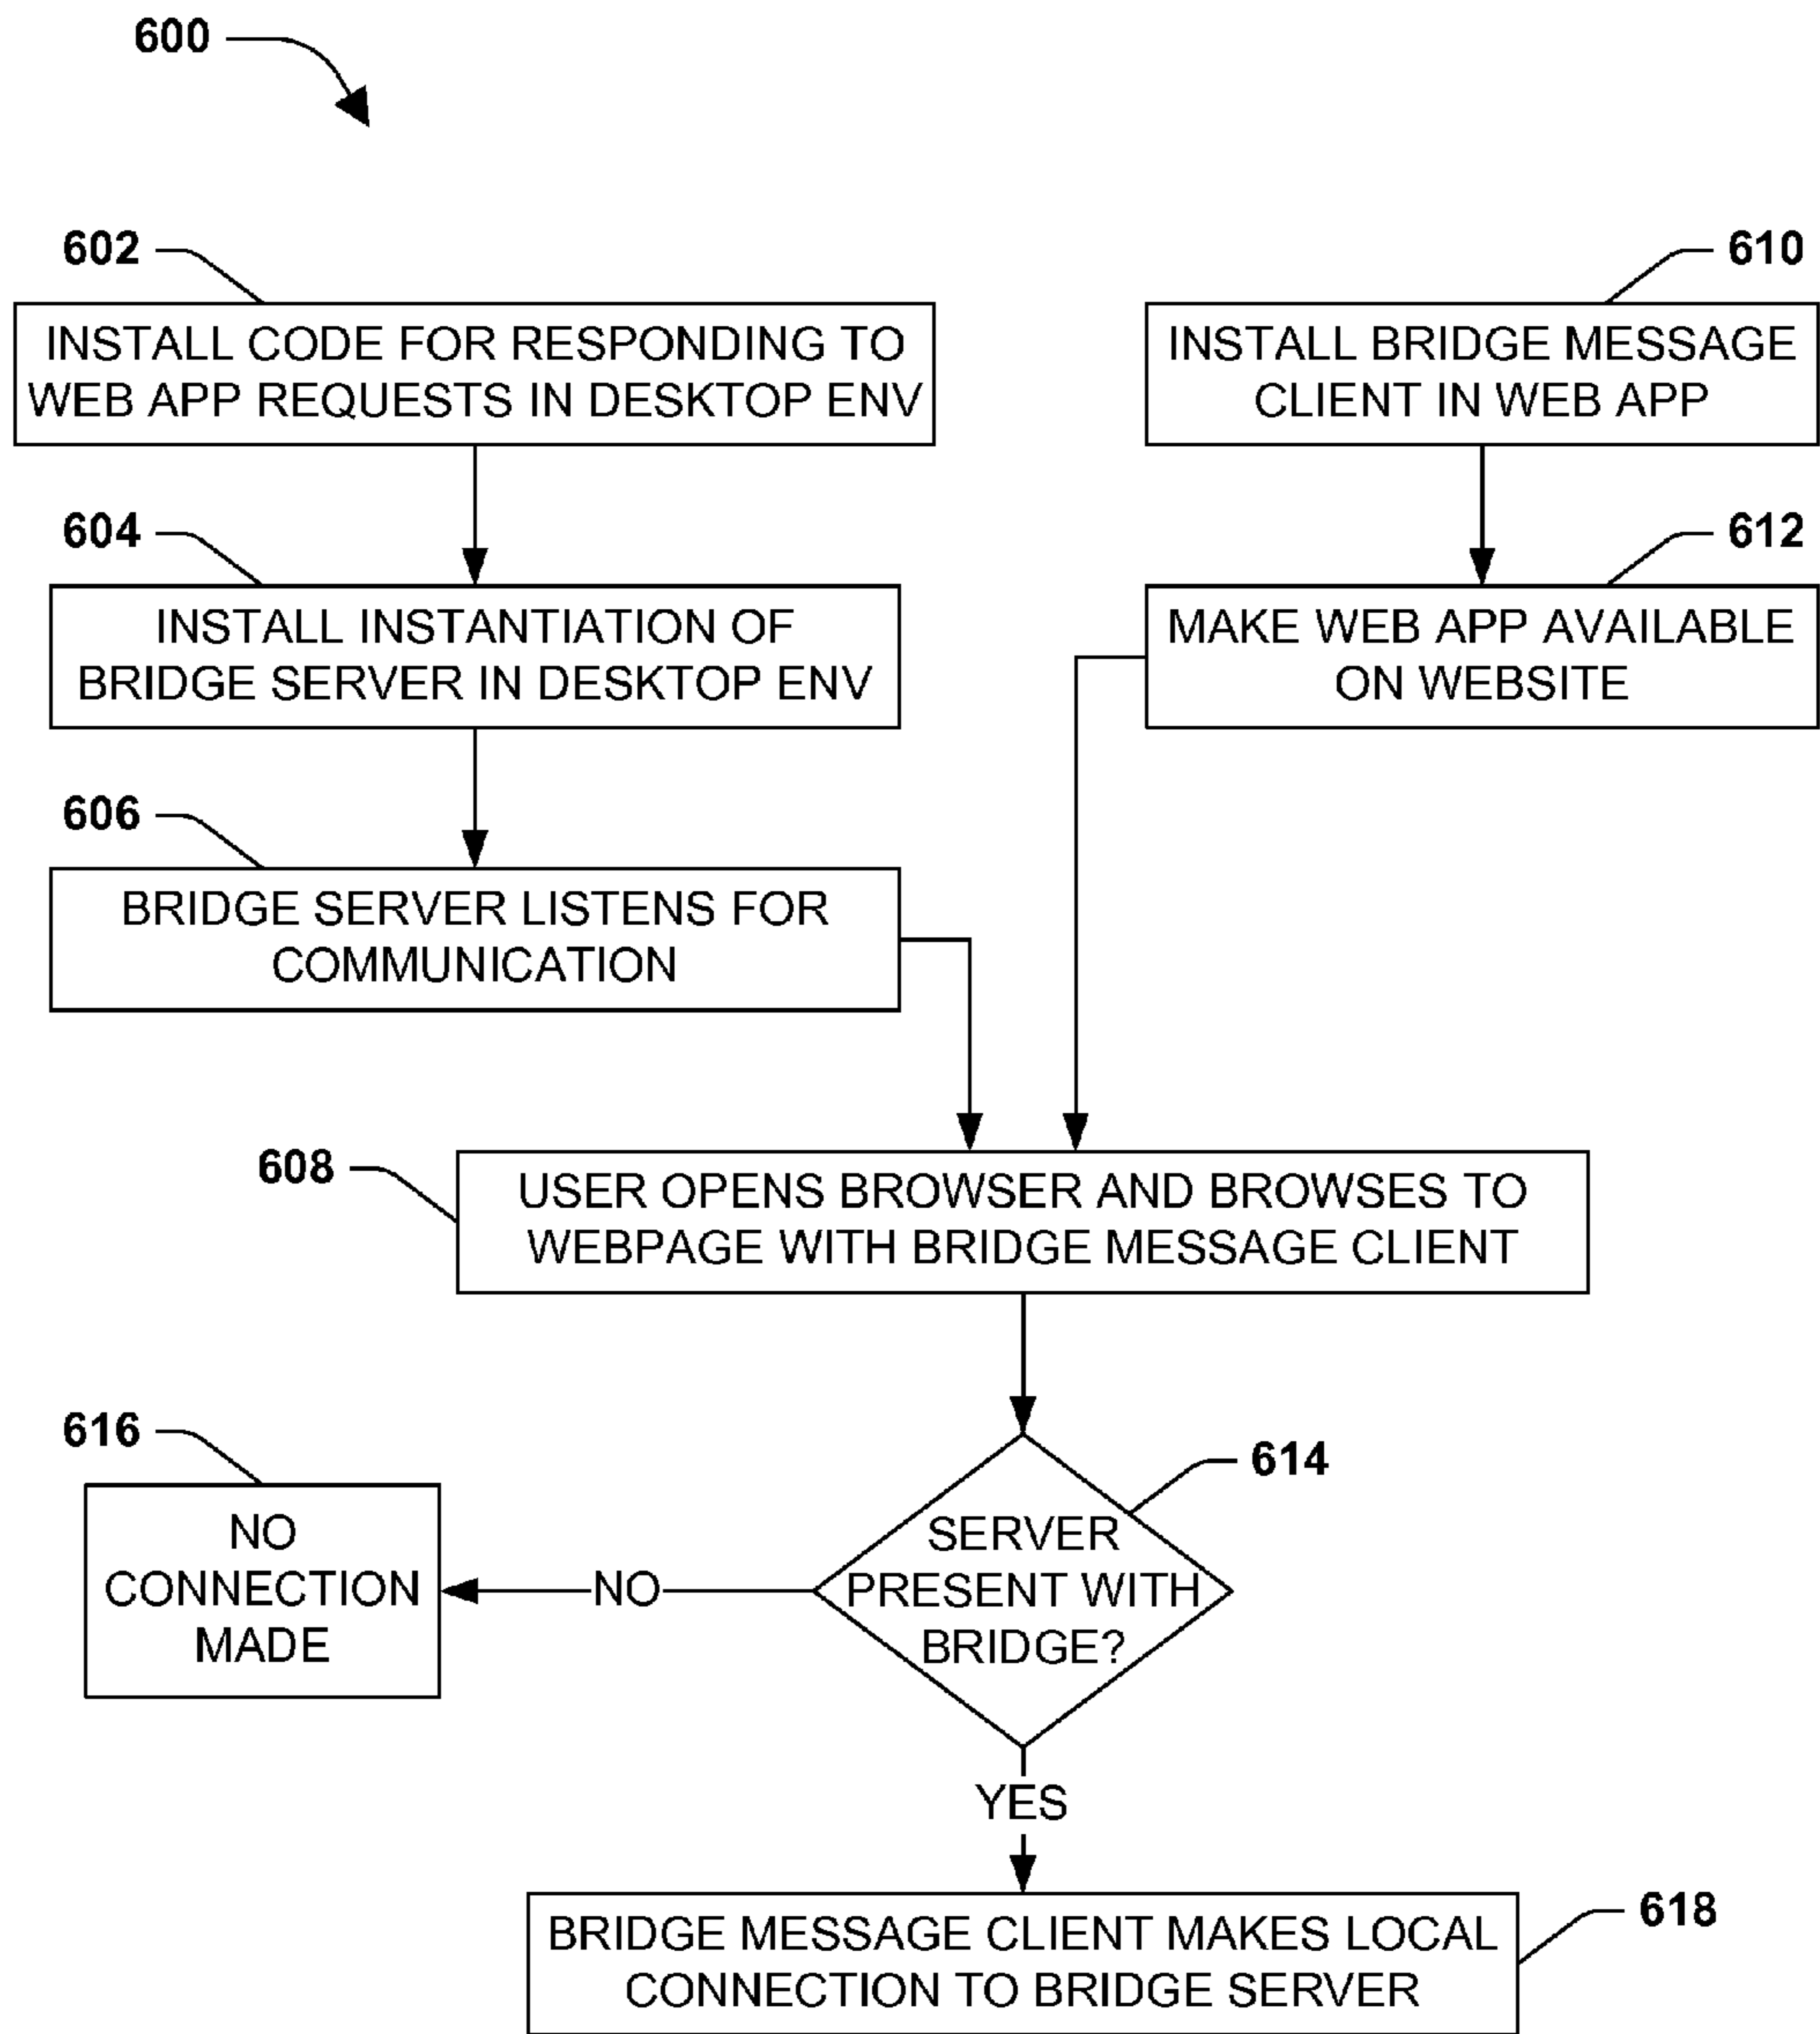 600
602
INSTALL CODE FOR RESPONDING TO
WEB APP REQUESTS IN DESKTOP ENV
610
INSTALL BRIDGE MESSAGE
CLIENT IN WEB APP
604
INSTALL INSTANTIATION OF
BRIDGE SERVER IN DESKTOP ENV
612
MAKE WEB APP AVAILABLE
ON WEBSITE
606
BRIDGE SERVER LISTENS FOR
COMMUNICATION
608
USER OPENS BROWSER AND BROWSES TO
WEBPAGE WITH BRIDGE MESSAGE CLIENT
614
SERVER
PRESENT WITH
BRIDGE?
NO
616
NO
CONNECTION
MADE
YES
618
BRIDGE MESSAGE CLIENT MAKES LOCAL
CONNECTION TO BRIDGE SERVER